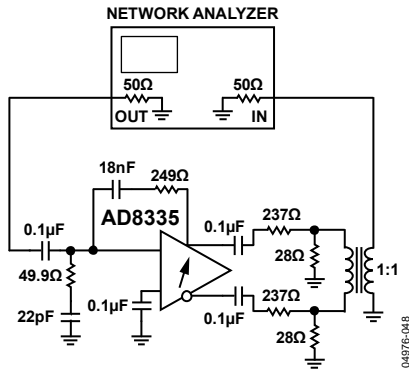 NETWORK ANALYZER
50Ω 50Ω
OUT IN
18nF 249Ω
AD8335
0.1µF 0.1µF 237Ω
28Ω
49.9Ω
1:1
0.1µF 237Ω
22pF
0.1µF
28Ω
04976-048